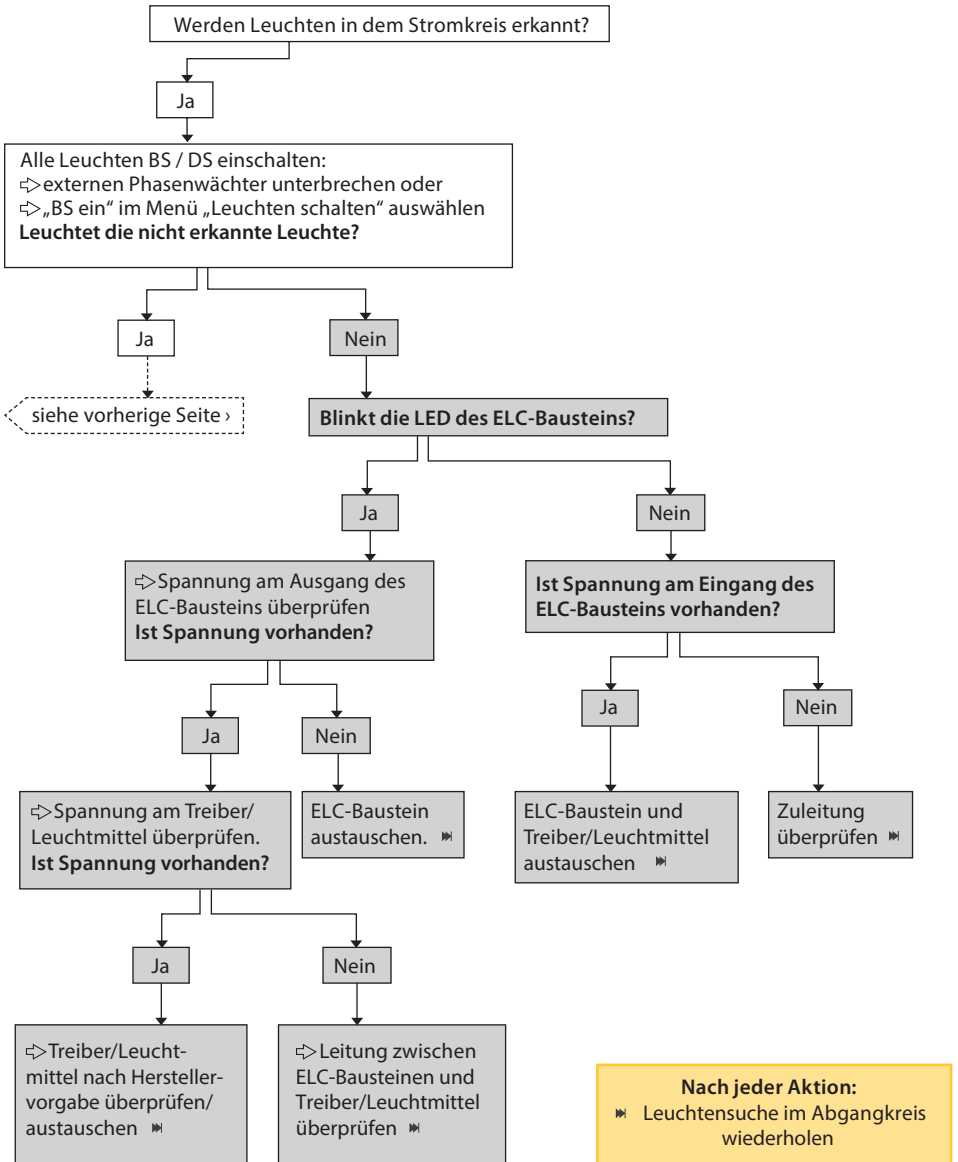 Werden Leuchten in dem Stromkreis erkannt?
Ja
Alle Leuchten BS / DS einschalten:
⇨externen Phasenwächter unterbrechen oder
⇨„BS ein“ im Menü „Leuchten schalten“ auswählen
Leuchtet die nicht erkannte Leuchte?
Ja
Nein
siehe vorherige Seite ›
Blinkt die LED des ELC-Bausteins?
Ja
Nein
⇨Spannung am Ausgang des
ELC-Bausteins überprüfen
Ist Spannung vorhanden?
Ist Spannung am Eingang des
ELC-Bausteins vorhanden?
Ja
Nein
Ja
Nein
⇨Spannung am Treiber/
Leuchtmittel überprüfen.
Ist Spannung vorhanden?
ELC-Baustein
austauschen. ⏭
ELC-Baustein und
Treiber/Leuchtmittel
austauschen ⏭
Zuleitung
überprüfen ⏭
Ja
Nein
⇨Treiber/Leucht-
mittel nach Hersteller-
vorgabe überprüfen/
austauschen ⏭
⇨Leitung zwischen
ELC-Bausteinen und
Treiber/Leuchtmittel
überprüfen ⏭
Nach jeder Aktion:
⏭ Leuchtensuche im Abgangkreis
wiederholen